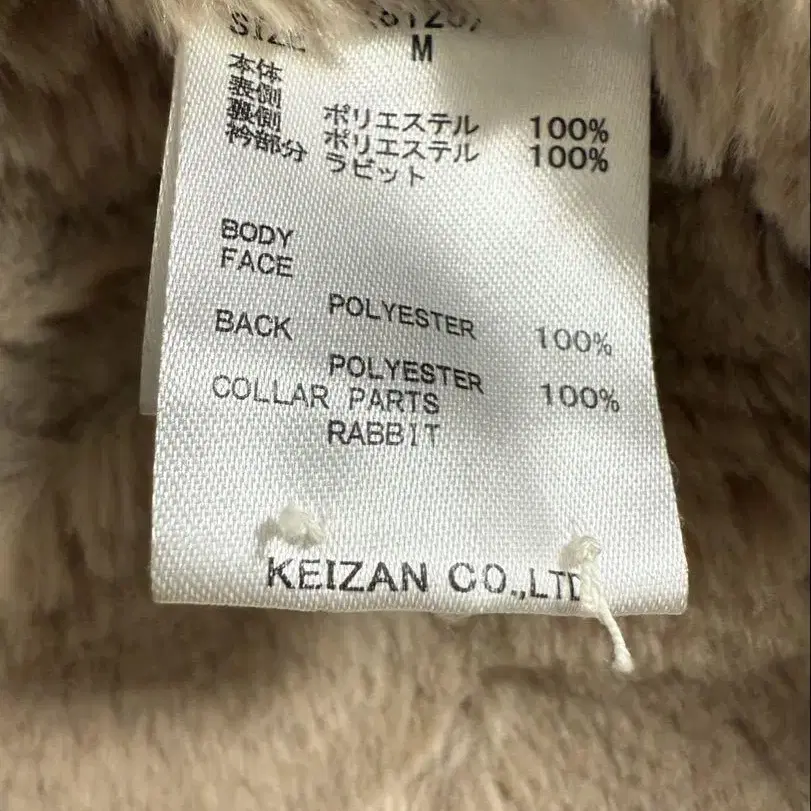 SIZE
M
本体
表側
裏側 ポリエステル 100%
衿部分 ポリエステル 100%
ラビット
BODY
FACE
POLYESTER 100%
BACK
POLYESTER 100%
COLLAR PARTS
RABBIT
KEIZAN CO.,LTD